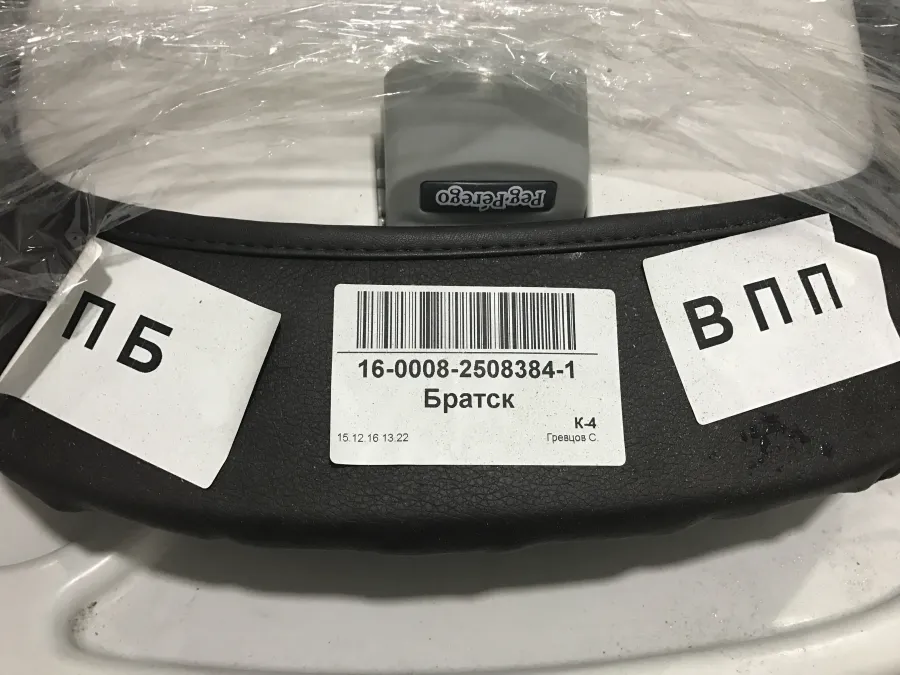 Peg-Pérego
П Б
16-0008-2508384-1
Братск
К-4
15.12.16 13.22
Гревцов С.
В П П